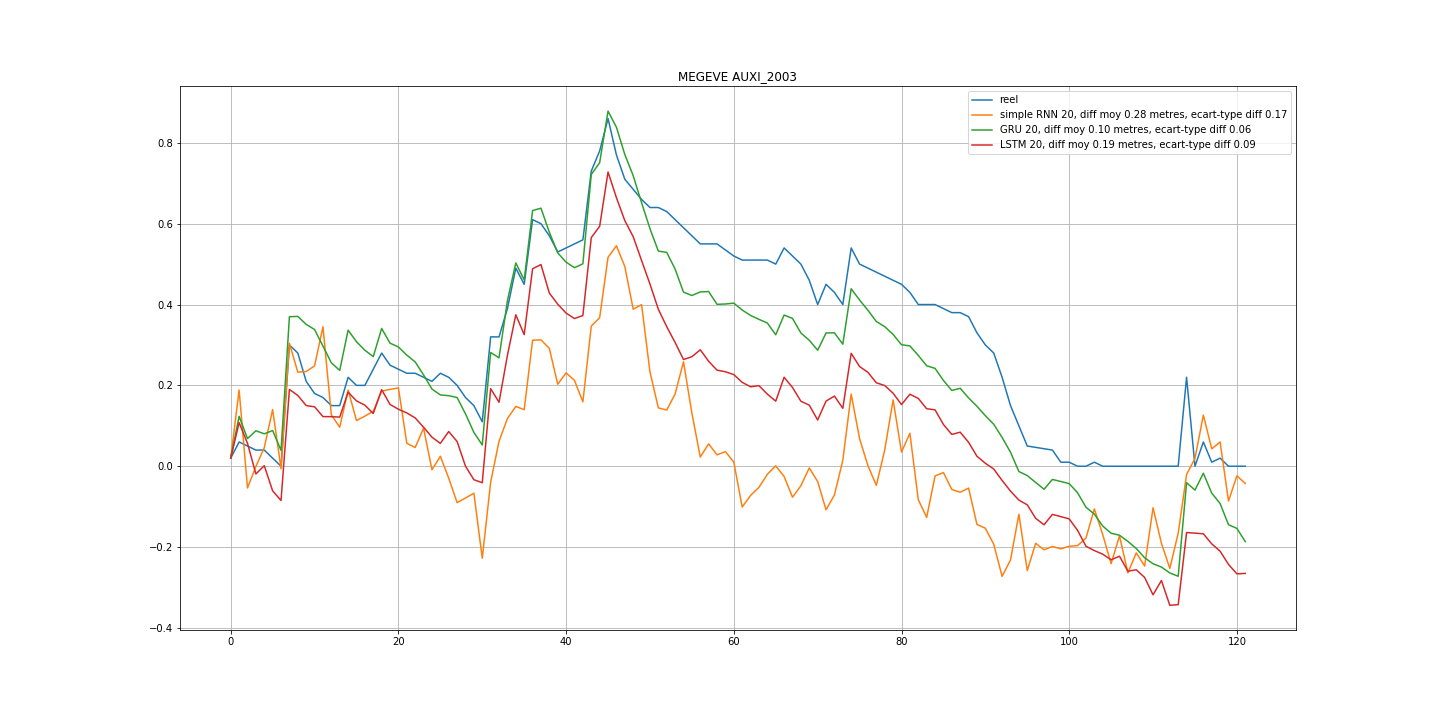 MEGEVE AUXI_2003
reel
simple RNN 20, diff moy 0.28 metres, ecart-type diff 0.17
GRU 20, diff moy 0.10 metres, ecart-type diff 0.06
LSTM 20, diff moy 0.19 metres, ecart-type diff 0.09
0.8
0.6
0.4
0.2
0.0
−0.2
−0.4
0 20 40 60 80 100 120